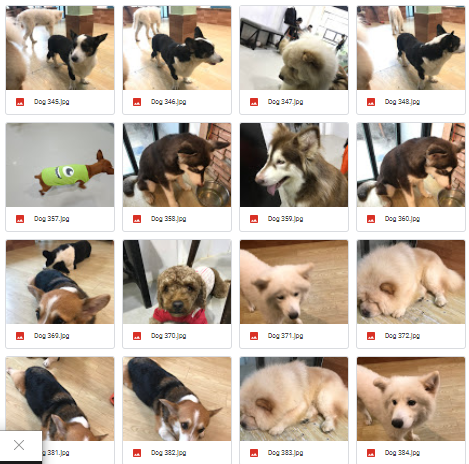 Dog 345.jpg
Dog 346.jpg
Dog 347.jpg
Dog 348.jpg
Dog 357.jpg
Dog 358.jpg
Dog 359.jpg
Dog 360.jpg
Dog 369.jpg
Dog 370.jpg
Dog 371.jpg
Dog 372.jpg
381.jpg
Dog 382.jpg
Dog 383.jpg
Dog 384.jpg